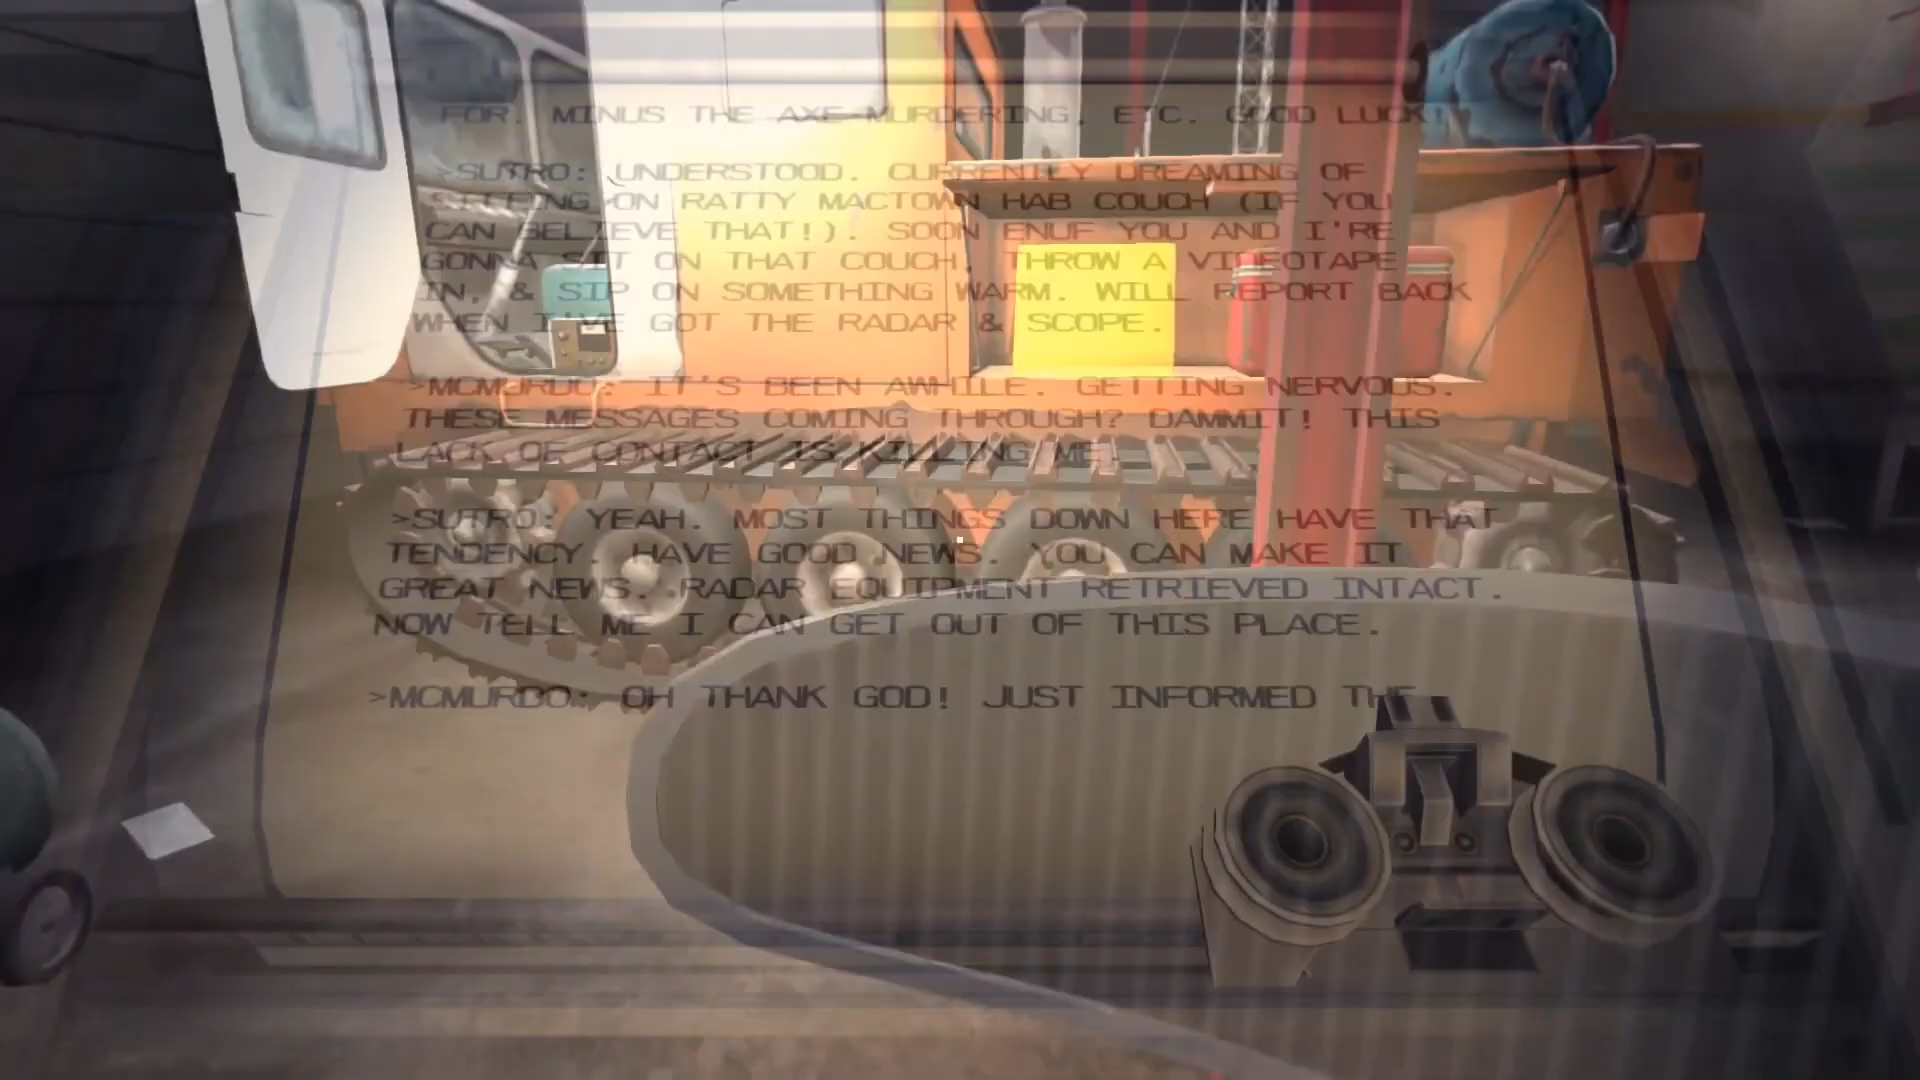 FOR. MINUS THE AXE-MURDERING, ETC. GOOD LUCK!
>SUTRO: UNDERSTOOD. CURRENTLY DREAMING OF
SITTING ON RATTY MACTOWN HAB COUCH (IF YOU
CAN BELIEVE THAT!). SOON ENUF YOU AND I'RE
GONNA SIT ON THAT COUCH, THROW A VIDEOTAPE
IN, & SIP ON SOMETHING WARM. WILL REPORT BACK
WHEN I'VE GOT THE RADAR & SCOPE.
>MCMURDO: IT'S BEEN AWHILE. GETTING NERVOUS.
THESE MESSAGES COMING THROUGH? DAMMIT! THIS
LACK OF CONTACT IS KILLING ME.
>SUTRO: YEAH. MOST THINGS DOWN HERE HAVE THAT
TENDENCY. HAVE GOOD NEWS. YOU CAN MAKE IT
GREAT NEWS. RADAR EQUIPMENT RETRIEVED INTACT.
NOW TELL ME I CAN GET OUT OF THIS PLACE.
>MCMURDO: OH THANK GOD! JUST INFORMED THE